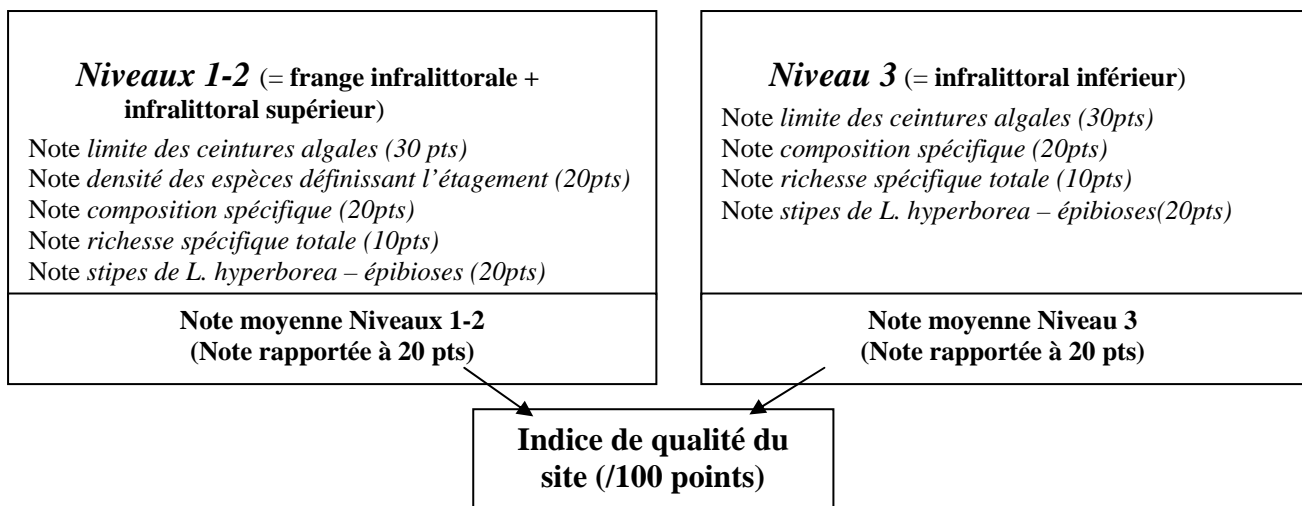 Niveaux 1-2 (= frange infralittorale +
infralittoral supérieur)
Note limite des ceintures algales (30 pts)
Note densité des espèces définissant l'étagement (20pts)
Note composition spécifique (20pts)
Note richesse spécifique totale (10pts)
Note stipes de L. hyperborea – épibioses (20pts)
Note moyenne Niveaux 1-2
(Note rapportée à 20 pts)
Niveau 3 (= infralittoral inférieur)
Note limite des ceintures algales (30pts)
Note composition spécifique (20pts)
Note richesse spécifique totale (10pts)
Note stipes de L. hyperborea – épibioses(20pts)
Note moyenne Niveau 3
(Note rapportée à 20 pts)
Indice de qualité du
site (/100 points)